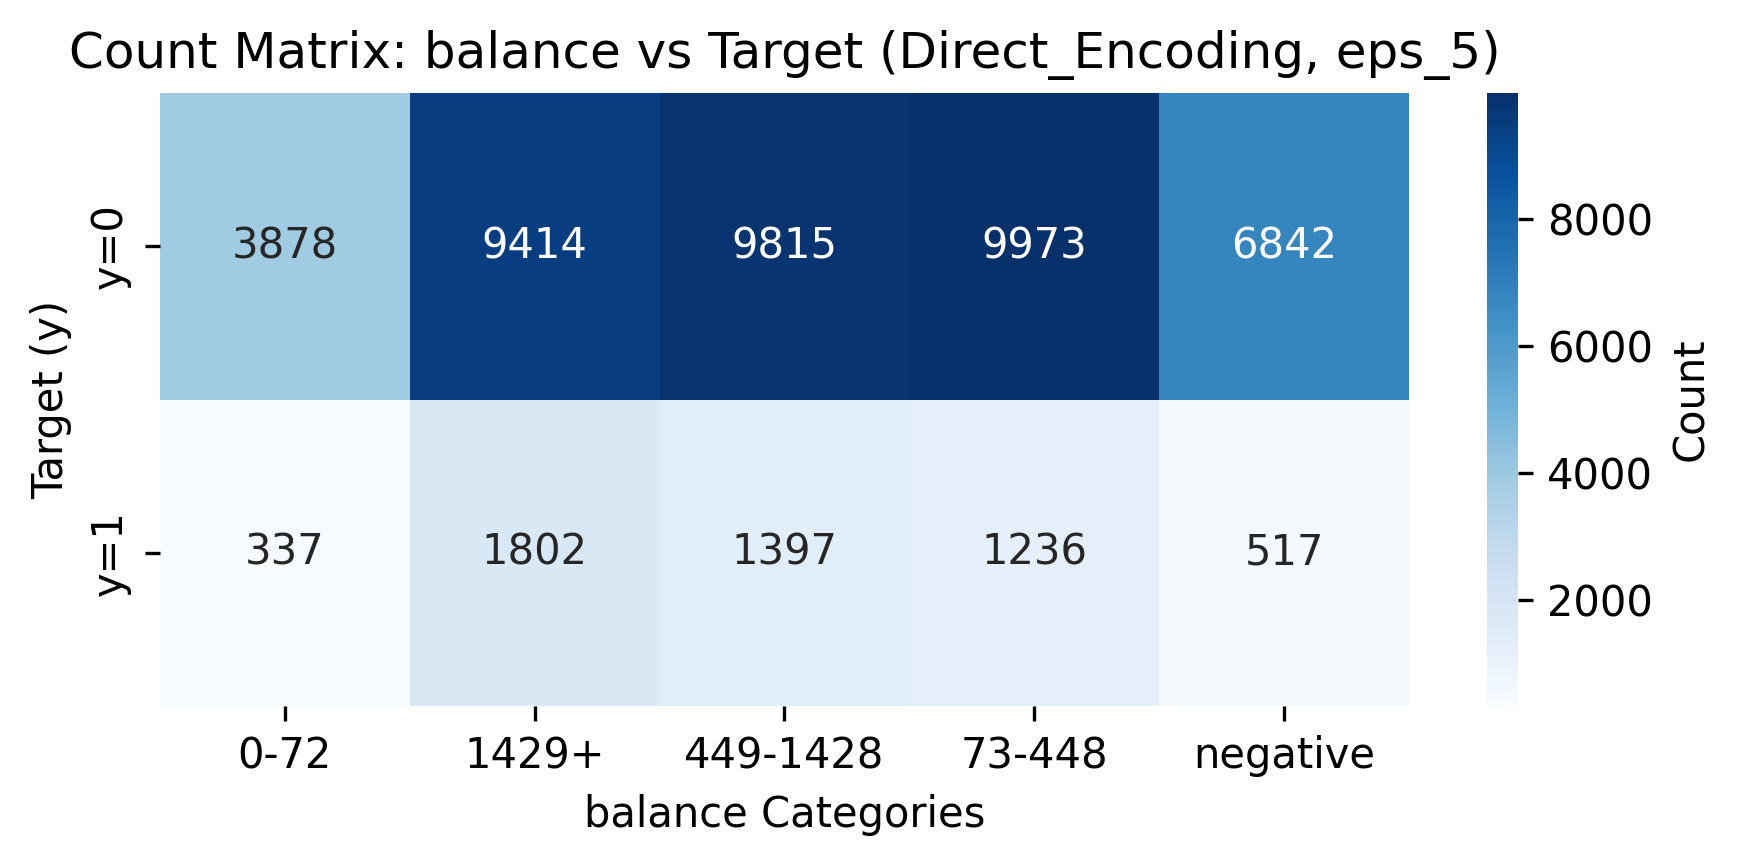 Count Matrix: balance vs Target (Direct_Encoding, eps_5)
Target (y)
y=0
3878 9414 9815 9973 6842
y=1
337 1802 1397 1236 517
0-72 1429+ 449-1428 73-448 negative
balance Categories
8000
6000
4000
2000
Count